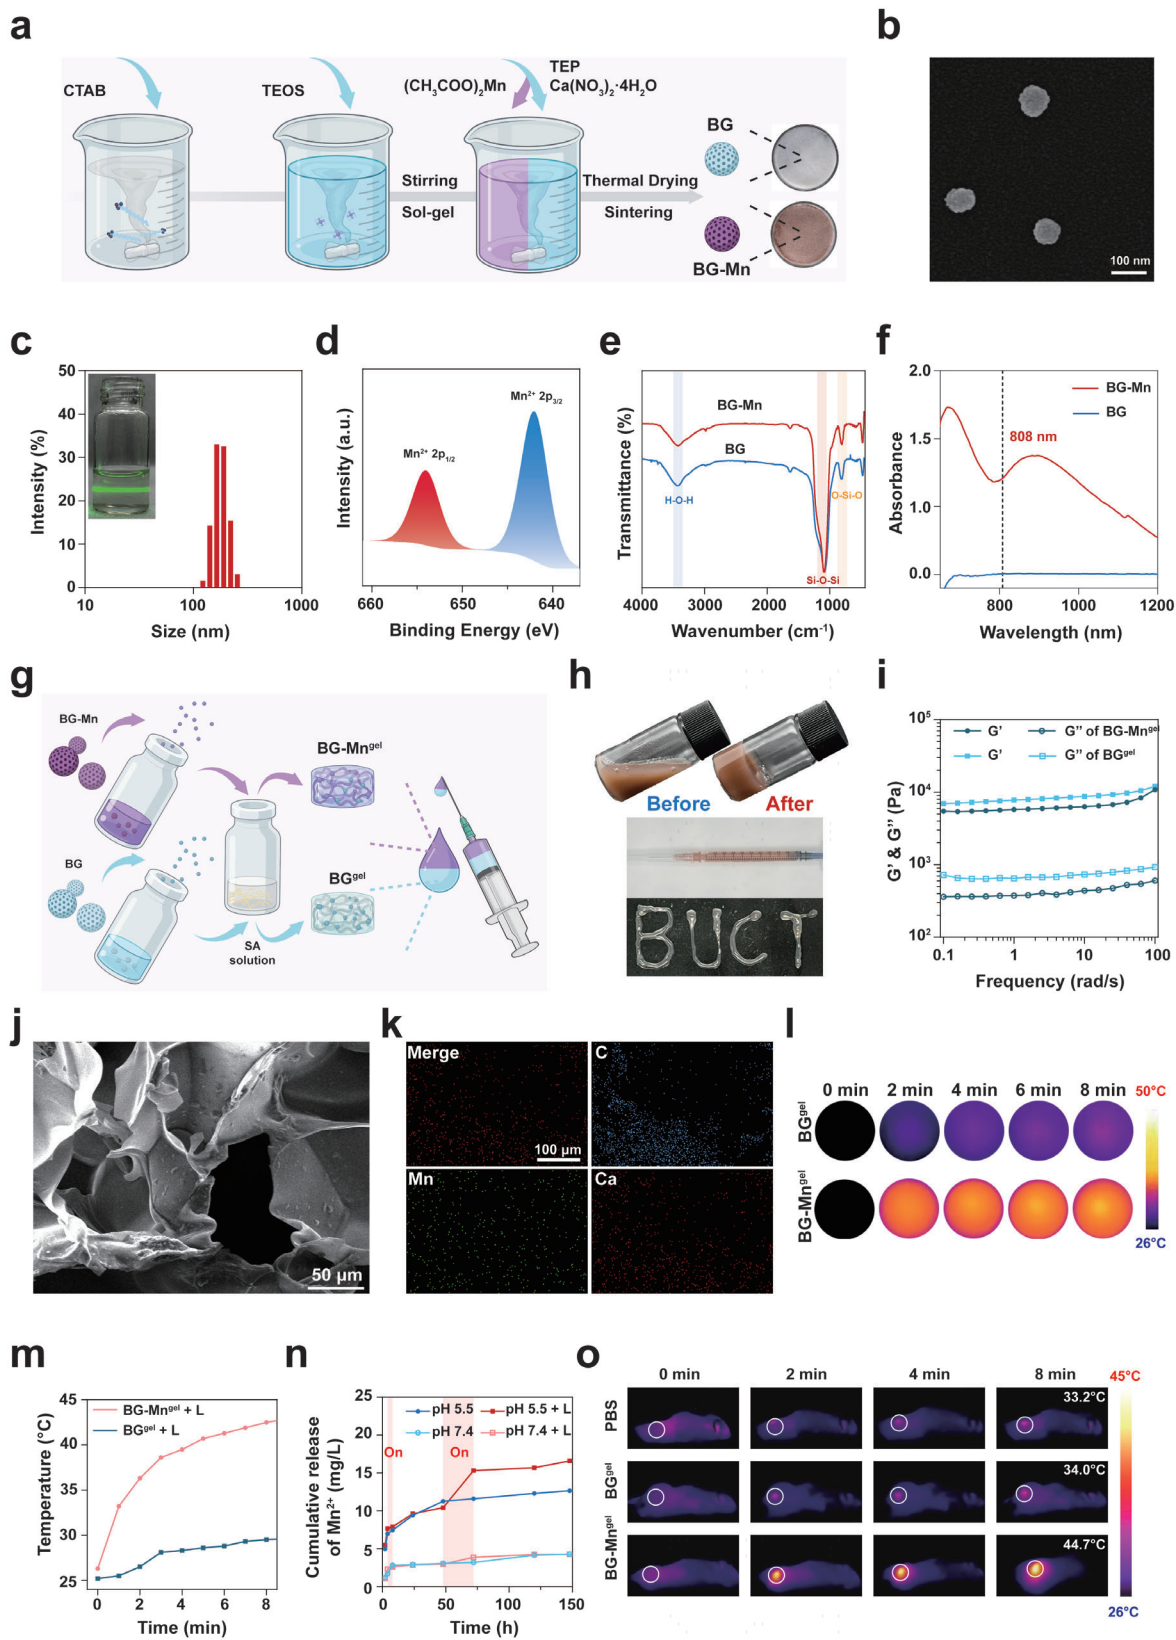 a
CTAB
TEOS
(CH₃COO)₂Mn
TEP
Ca(NO₃)₂·4H₂O
Stirring
Sol-gel
Thermal Drying
Sintering
BG
BG-Mn
b
100 nm
c
Intensity (%)
50
40
30
20
10
0
10
100
1000
Size (nm)
d
Intensity (a.u.)
Mn²⁺ 2p₁/₂
Mn²⁺ 2p₃/₂
660
650
640
Binding Energy (eV)
e
Transmittance (%)
BG-Mn
BG
H-O-H
O-Si-O
Si-O-Si
4000
3000
2000
1000
Wavenumber (cm⁻¹)
f
Absorbance
2.0
1.5
1.0
0.0
BG-Mn
BG
808 nm
800
1000
1200
Wavelength (nm)
g
BG-Mn
BG
SA
solution
BG-Mnᵍᵉˡ
BGᵍᵉˡ
h
Before
After
BUCT
i
G' & G'' (Pa)
10⁵
10⁴
10³
10²
G'
G'' of BG-Mnᵍᵉˡ
G'
G'' of BGᵍᵉˡ
0.1
1
10
100
Frequency (rad/s)
j
50 µm
k
Merge
100 µm
C
Mn
Ca
l
0 min
2 min
4 min
6 min
8 min
50°C
BGᵍᵉˡ
BG-Mnᵍᵉˡ
26°C
m
Temperature (°C)
45
40
35
30
25
BG-Mnᵍᵉˡ + L
BGᵍᵉˡ + L
0
2
4
6
8
Time (min)
n
Cumulative release
of Mn²⁺ (mg/L)
25
20
15
10
5
0
pH 5.5
pH 5.5 + L
pH 7.4
pH 7.4 + L
On
On
0
50
100
150
Time (h)
o
0 min
2 min
4 min
8 min
45°C
PBS
33.2°C
BGᵍᵉˡ
34.0°C
BG-Mnᵍᵉˡ
44.7°C
26°C